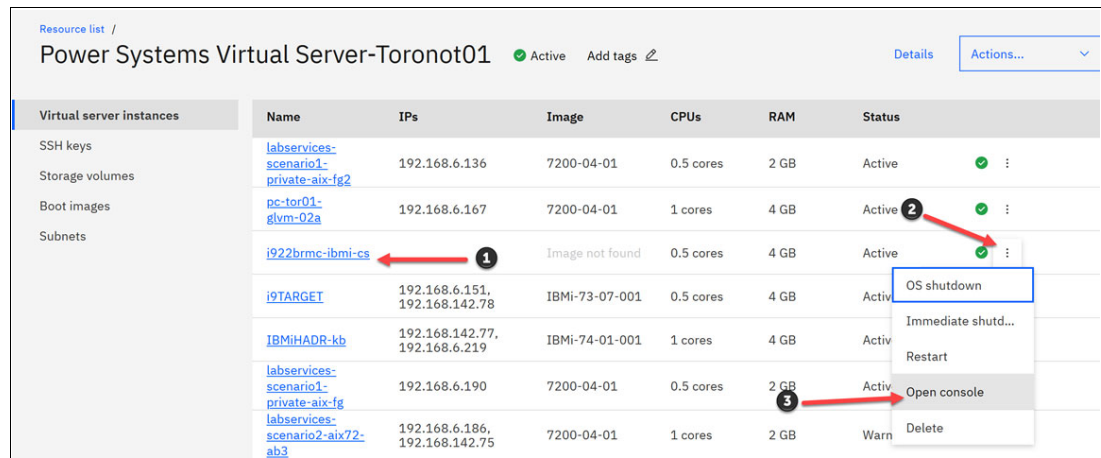 Resource list /
Power Systems Virtual Server-Toronot01 Active Add tags Details Actions...
Virtual server instances
SSH keys
Storage volumes
Boot images
Subnets
Name IPs Image CPUs RAM Status
labservices-
scenario1-
private-aix-fg2
192.168.6.136 7200-04-01 0.5 cores 2 GB Active
pc-tor01-
glvm-02a
192.168.6.167 7200-04-01 1 cores 4 GB Active 2
i922brmc-ibmi-cs 1 Image not found 0.5 cores 4 GB Active
i9TARGET
192.168.6.151,
192.168.142.78
IBMi-73-07-001 0.5 cores 4 GB Activ
IBMiHADR-kb
192.168.142.77,
192.168.6.219
IBMi-74-01-001 1 cores 4 GB Activ
labservices-
scenario1-
private-aix-fg
192.168.6.190 7200-04-01 0.5 cores 2 GB Activ
3
labservices-
scenario2-aix72-
ab3
192.168.6.186,
192.168.142.75
7200-04-01 1 cores 2 GB Warn
OS shutdown
Immediate shutd...
Restart
Open console
Delete